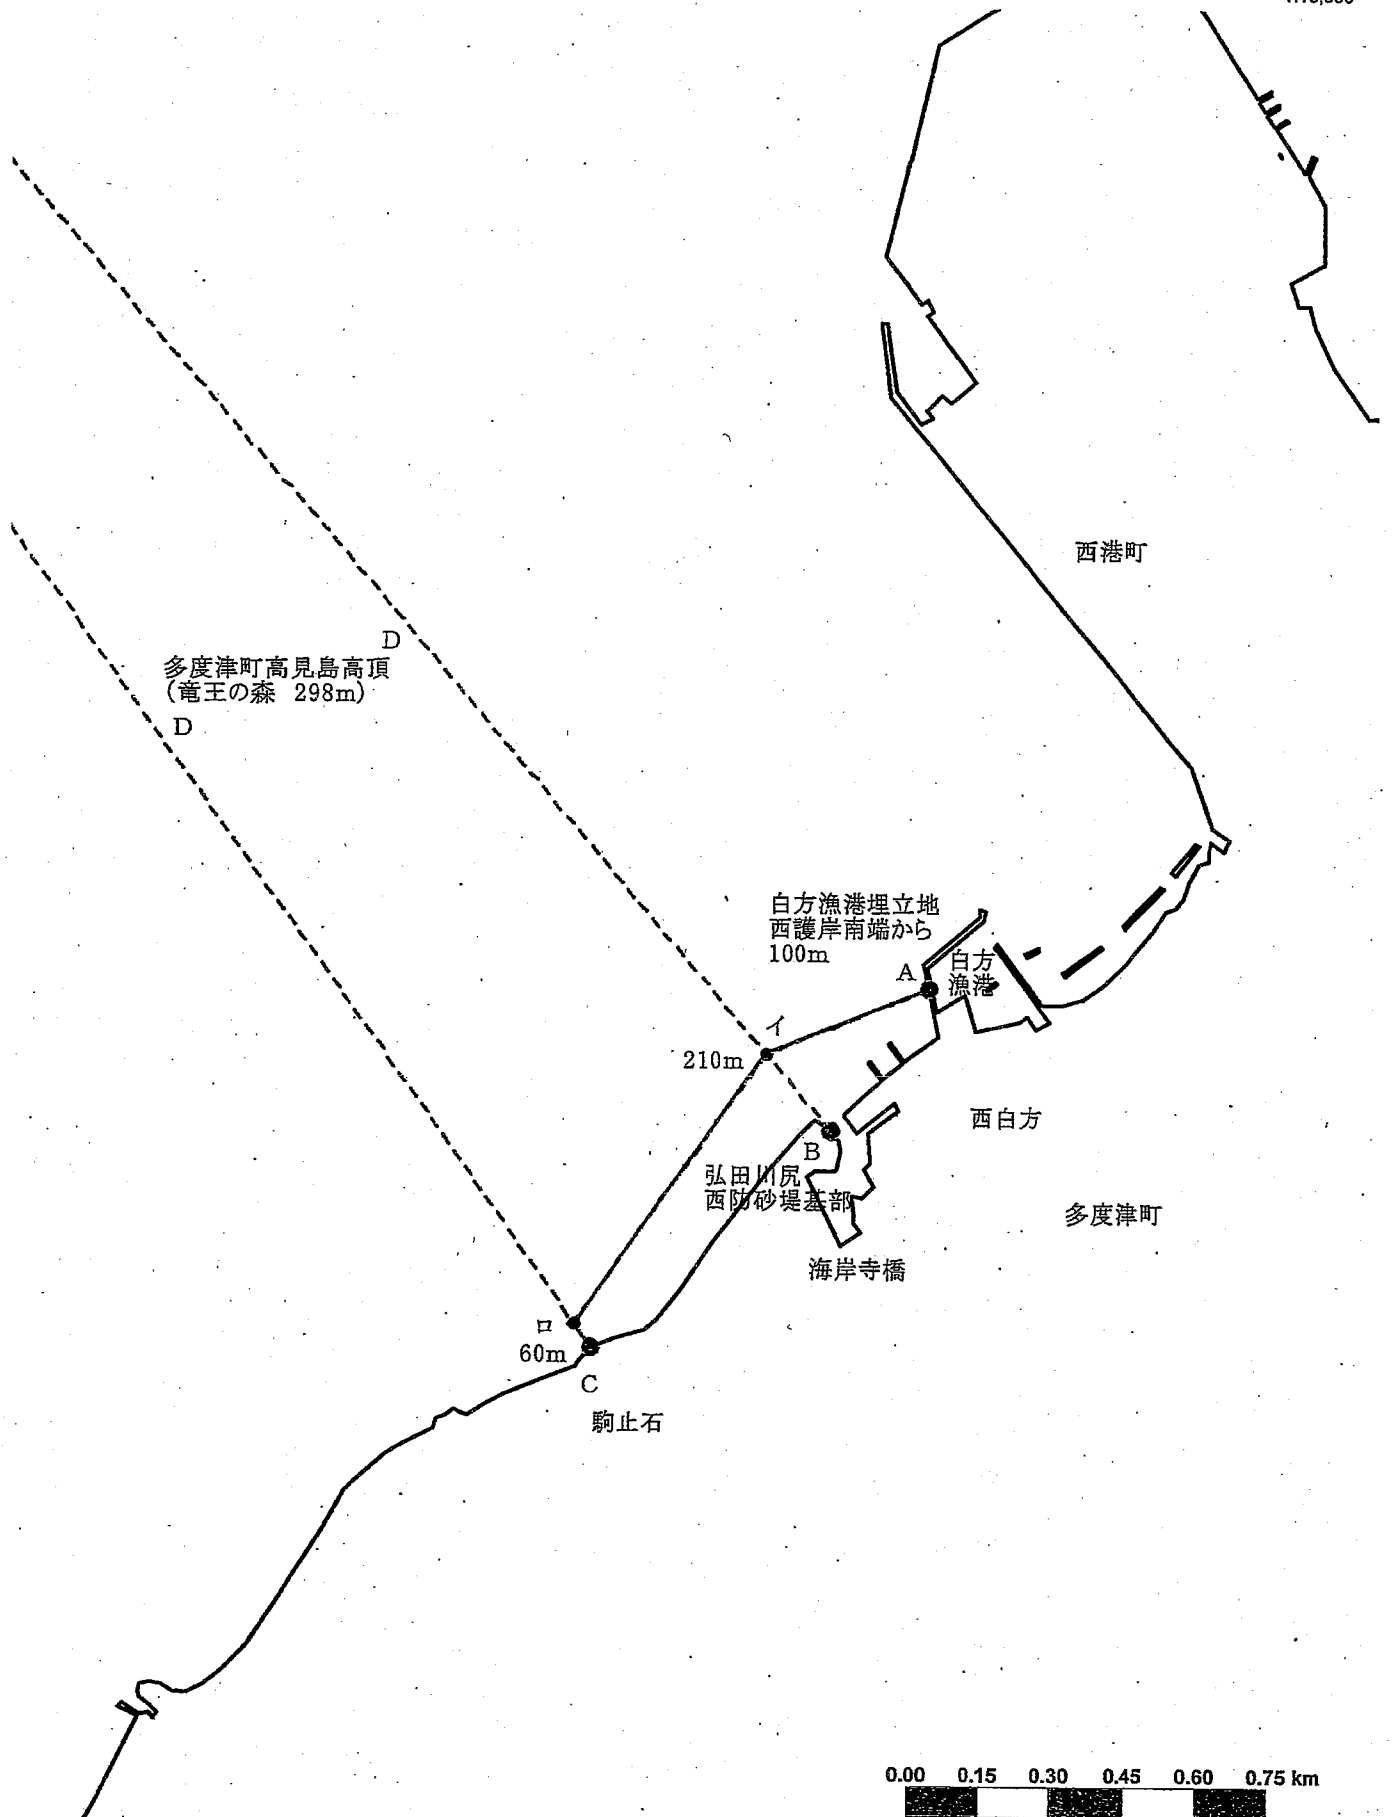 西港町
D
多度津町高見島高頂
(竜王の森 298m)
D
白方漁港埋立地
西護岸南端から
100m
A
白方
漁港
イ
210m
西白方
B
弘田川尻
西防砂堤基部
多度津町
海岸寺橋
ロ
60m
C
駒止石
0.00 0.15 0.30 0.45 0.60 0.75 km